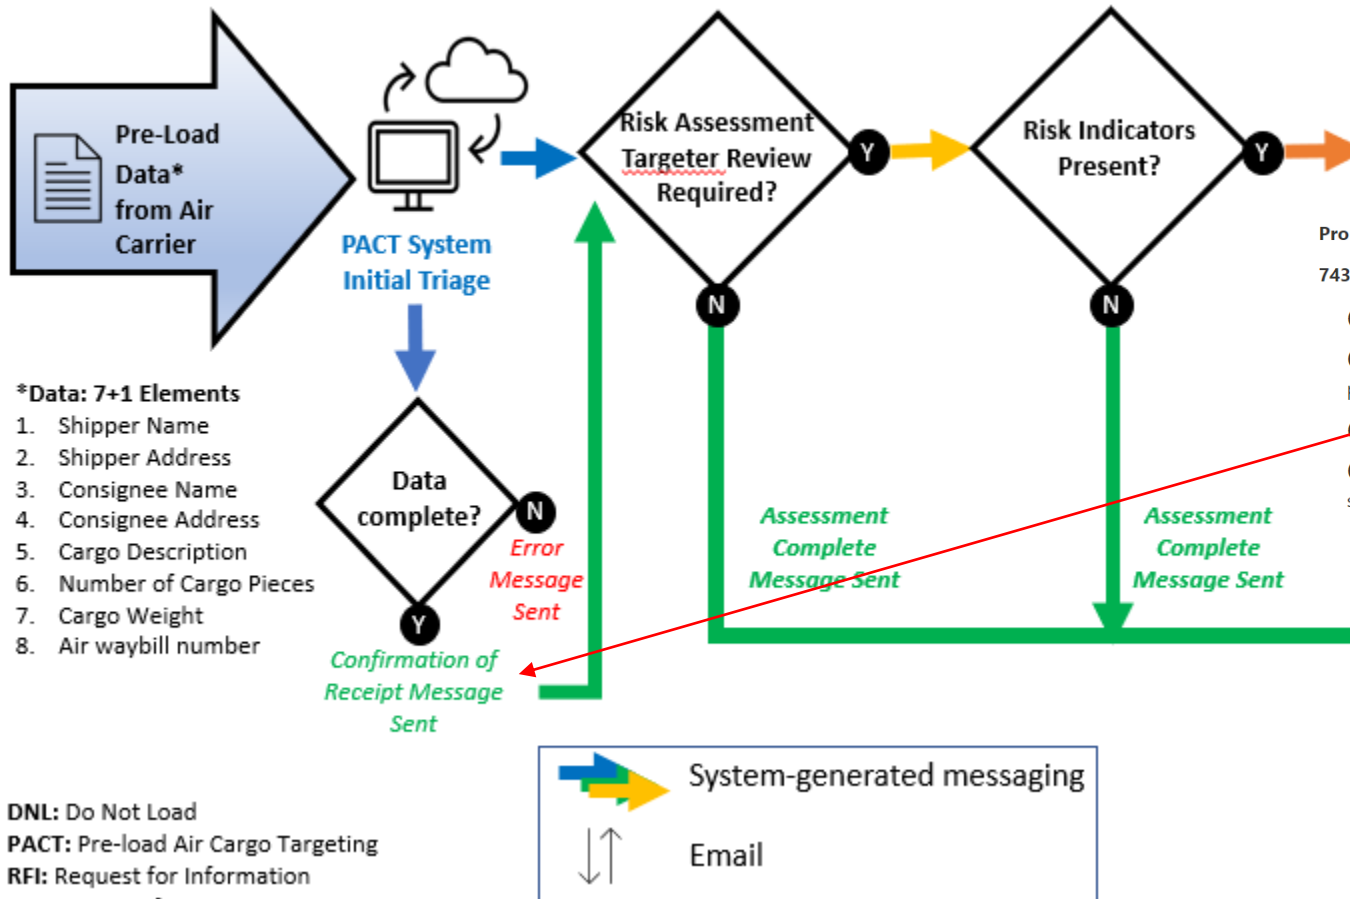 Pre-Load
Data*
from Air
Carrier
PACT System
Initial Triage
Risk Assessment
Targeter Review
Required?
Y
N
Risk Indicators
Present?
Y
N
Pro
743
*Data: 7+1 Elements
1. Shipper Name
2. Shipper Address
3. Consignee Name
4. Consignee Address
5. Cargo Description
6. Number of Cargo Pieces
7. Cargo Weight
8. Air waybill number
Data
complete?
N
Error
Message
Sent
Y
Confirmation of
Receipt Message
Sent
Assessment
Complete
Message Sent
Assessment
Complete
Message Sent
System-generated messaging
Email
DNL: Do Not Load
PACT: Pre-load Air Cargo Targeting
RFI: Request for Information